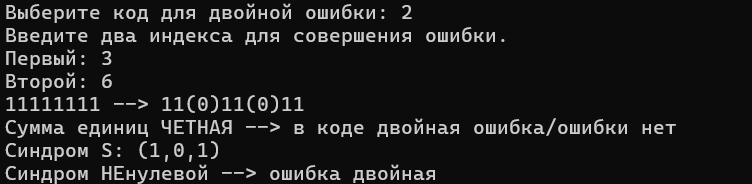 Выберите код для двойной ошибки: 2
Введите два индекса для совершения ошибки.
Первый: 3
Второй: 6
11111111 --> 11(0)11(0)11
Сумма единиц ЧЕТНАЯ --> в коде двойная ошибка/ошибки нет
Синдром S: (1,0,1)
Синдром НЕнулевой --> ошибка двойная